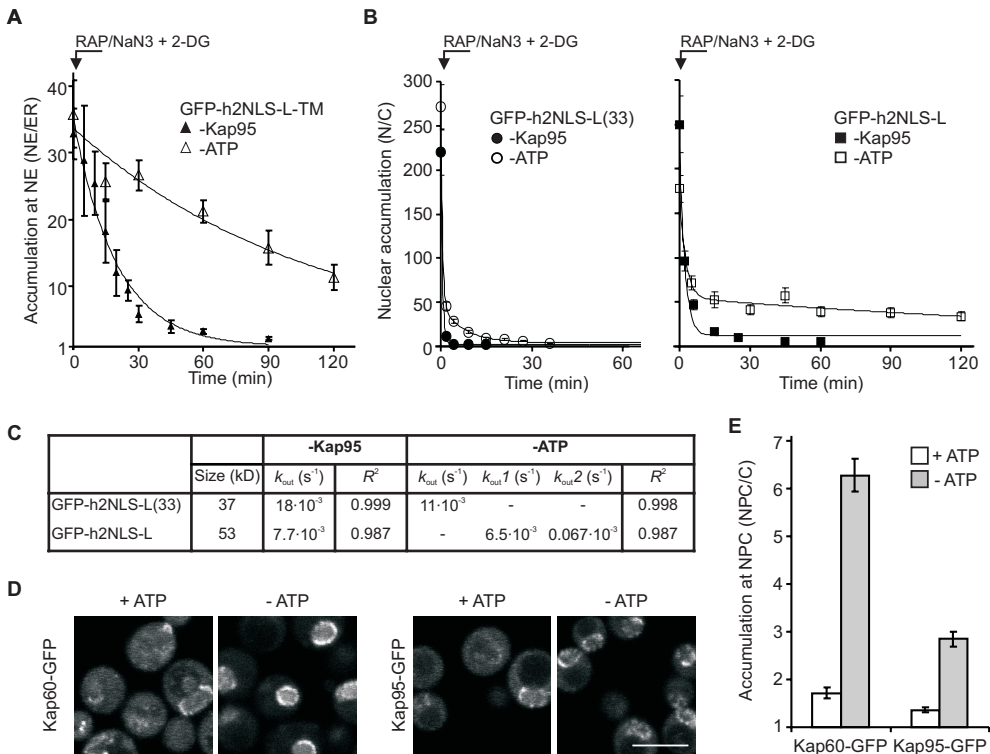 A
RAP/NaN3 + 2-DG
Accumulation at NE (NE/ER)
40
30
20
10
1
GFP-h2NLS-L-TM
-Kap95
-ATP
0 30 60 90 120
Time (min)
B
RAP/NaN3 + 2-DG
Nuclear accumulation (N/C)
300
250
200
150
100
50
0
GFP-h2NLS-L(33)
-Kap95
-ATP
0 30 60
Time (min)
RAP/NaN3 + 2-DG
GFP-h2NLS-L
-Kap95
-ATP
0 30 60 90 120
Time (min)
C
-Kap95 -ATP
Size (kD) kout (s-1) R2 kout (s-1) kout1 (s-1) kout2 (s-1) R2
GFP-h2NLS-L(33) 37 18·10-3 0.999 11·10-3 - - 0.998
GFP-h2NLS-L 53 7.7·10-3 0.987 - 6.5·10-3 0.067·10-3 0.987
D
+ ATP - ATP + ATP - ATP
Kap60-GFP
Kap95-GFP
E
Accumulation at NPC (NPC/C)
7
6
5
4
3
2
1
+ ATP
- ATP
Kap60-GFP Kap95-GFP